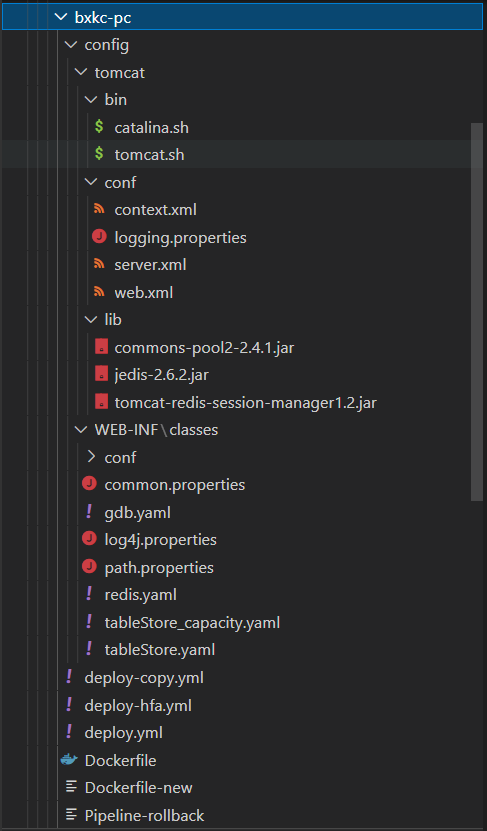 bxkc-pc
config
tomcat
bin
$ catalina.sh
$ tomcat.sh
conf
context.xml
J logging.properties
server.xml
web.xml
lib
commons-pool2-2.4.1.jar
jedis-2.6.2.jar
tomcat-redis-session-manager1.2.jar
WEB-INF\classes
conf
J common.properties
! gdb.yaml
J log4j.properties
J path.properties
! redis.yaml
! tableStore_capacity.yaml
! tableStore.yaml
! deploy-copy.yml
! deploy-hfa.yml
! deploy.yml
Dockerfile
Dockerfile-new
Pipeline-rollback